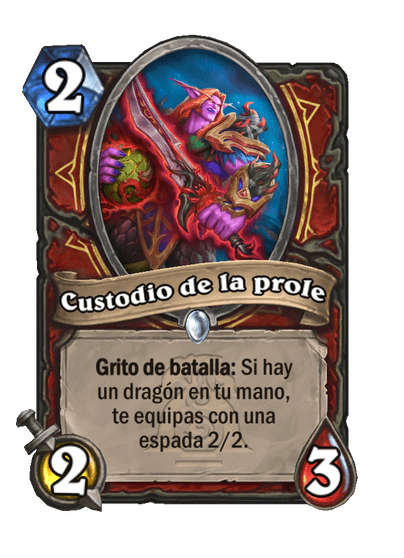 2
Custodio de la prole
Grito de batalla: Si hay
un dragón en tu mano,
te equipas con una
espada 2/2.
2
3